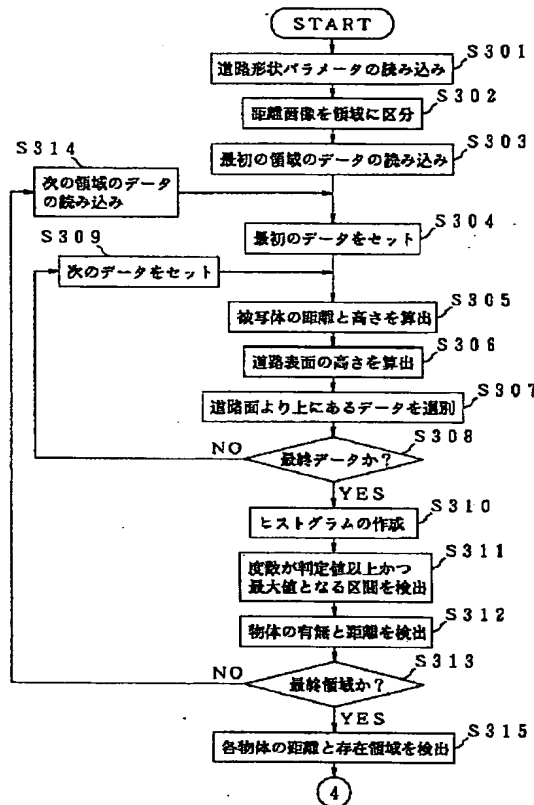 START
S301
道路形状パラメータの読み込み
S302
距離画像を領域に区分
S303
最初の領域のデータの読み込み
S314
次の領域のデータ
の読み込み
S304
最初のデータをセット
S309
次のデータをセット
S305
被写体の距離と高さを算出
S306
道路表面の高さを算出
S307
道路面より上にあるデータを選別
S308
最終データか?
NO
YES
S310
ヒストグラムの作成
S311
度数が判定値以上かつ
最大値となる区間を検出
S312
物体の有無と距離を検出
S313
最終領域か?
NO
YES
S315
各物体の距離と存在領域を検出
4